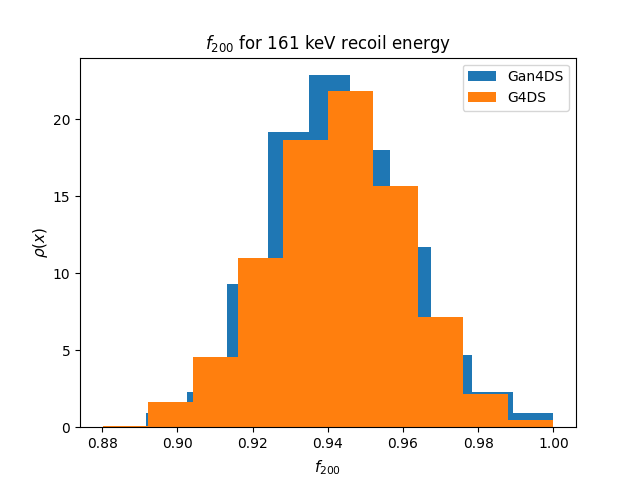 f₂₀₀ for 161 keV recoil energy
Gan4DS
G4DS
ρ(x)
20
15
10
5
0
0.88 0.90 0.92 0.94 0.96 0.98 1.00
f₂₀₀